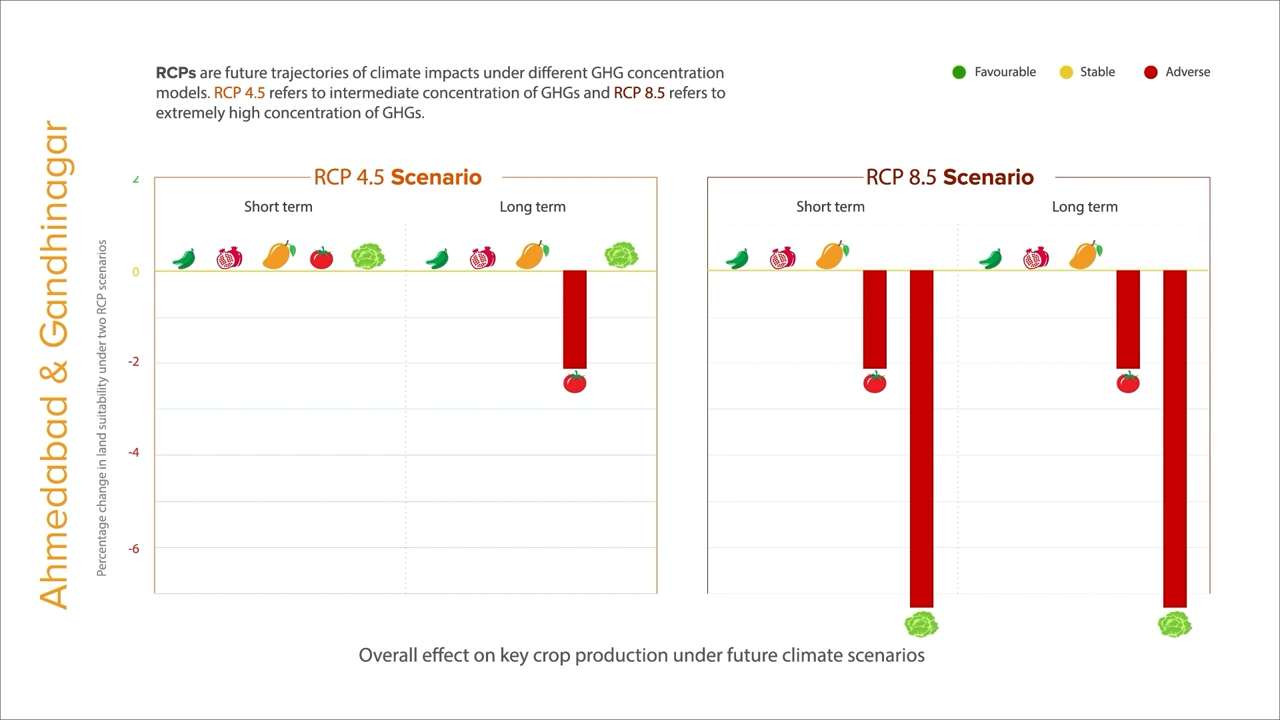 RCPs are future trajectories of climate impacts under different GHG concentration
models. RCP 4.5 refers to intermediate concentration of GHGs and RCP 8.5 refers to
extremely high concentration of GHGs.
Favourable
Stable
Adverse
Ahmedabad & Gandhinagar
Percentage change in land suitability under two RCP scenarios
2
0
-2
-4
-6
RCP 4.5 Scenario
Short term
Long term
RCP 8.5 Scenario
Short term
Long term
Overall effect on key crop production under future climate scenarios